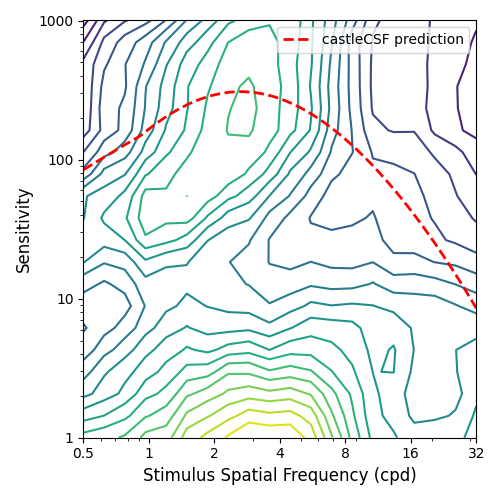 1000
castleCSF prediction
100
Sensitivity
10
1
0.5 1 2 4 8 16 32
Stimulus Spatial Frequency (cpd)